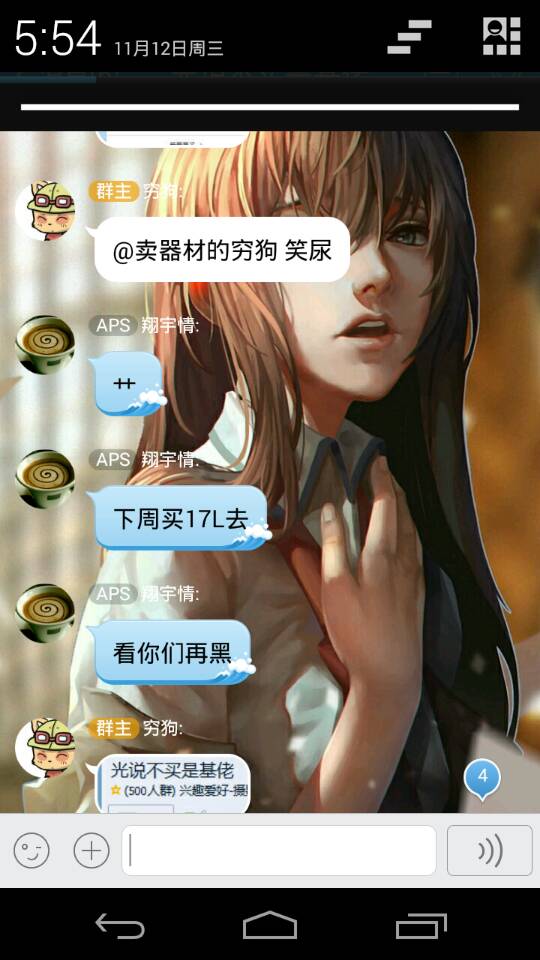 5:54 11月12日周三
群主 穷狗:
@卖器材的穷狗 笑尿
APS 翔宇情:
艹
APS 翔宇情:
下周买17L去
APS 翔宇情:
看你们再黑
群主 穷狗:
光说不买是基佬
(500人群) 兴趣爱好-摄
4